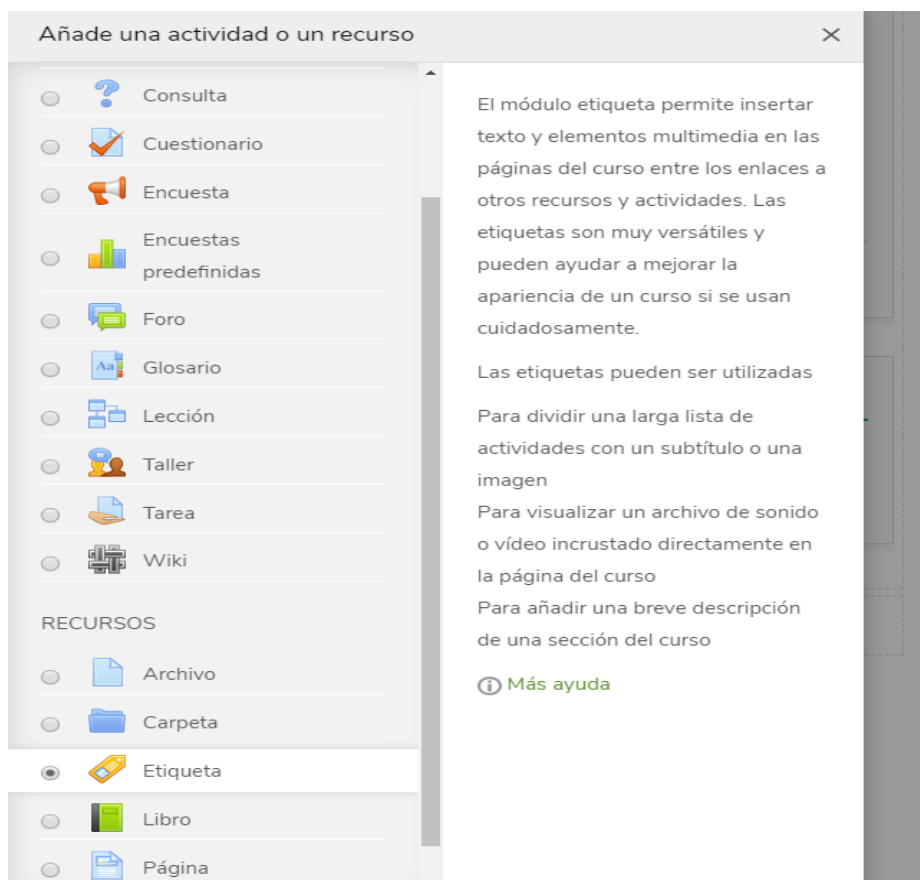 Añade una actividad o un recurso
Consulta
Cuestionario
Encuesta
Encuestas
predefinidas
Foro
Glosario
Aa
Lección
Taller
Tarea
Wiki
RECURSOS
Archivo
Carpeta
Etiqueta
Libro
Página
El módulo etiqueta permite insertar
texto y elementos multimedia en las
páginas del curso entre los enlaces a
otros recursos y actividades. Las
etiquetas son muy versátiles y
pueden ayudar a mejorar la
apariencia de un curso si se usan
cuidadosamente.
Las etiquetas pueden ser utilizadas
Para dividir una larga lista de
actividades con un subtítulo o una
imagen
Para visualizar un archivo de sonido
o vídeo incrustado directamente en
la página del curso
Para añadir una breve descripción
de una sección del curso
Más ayuda